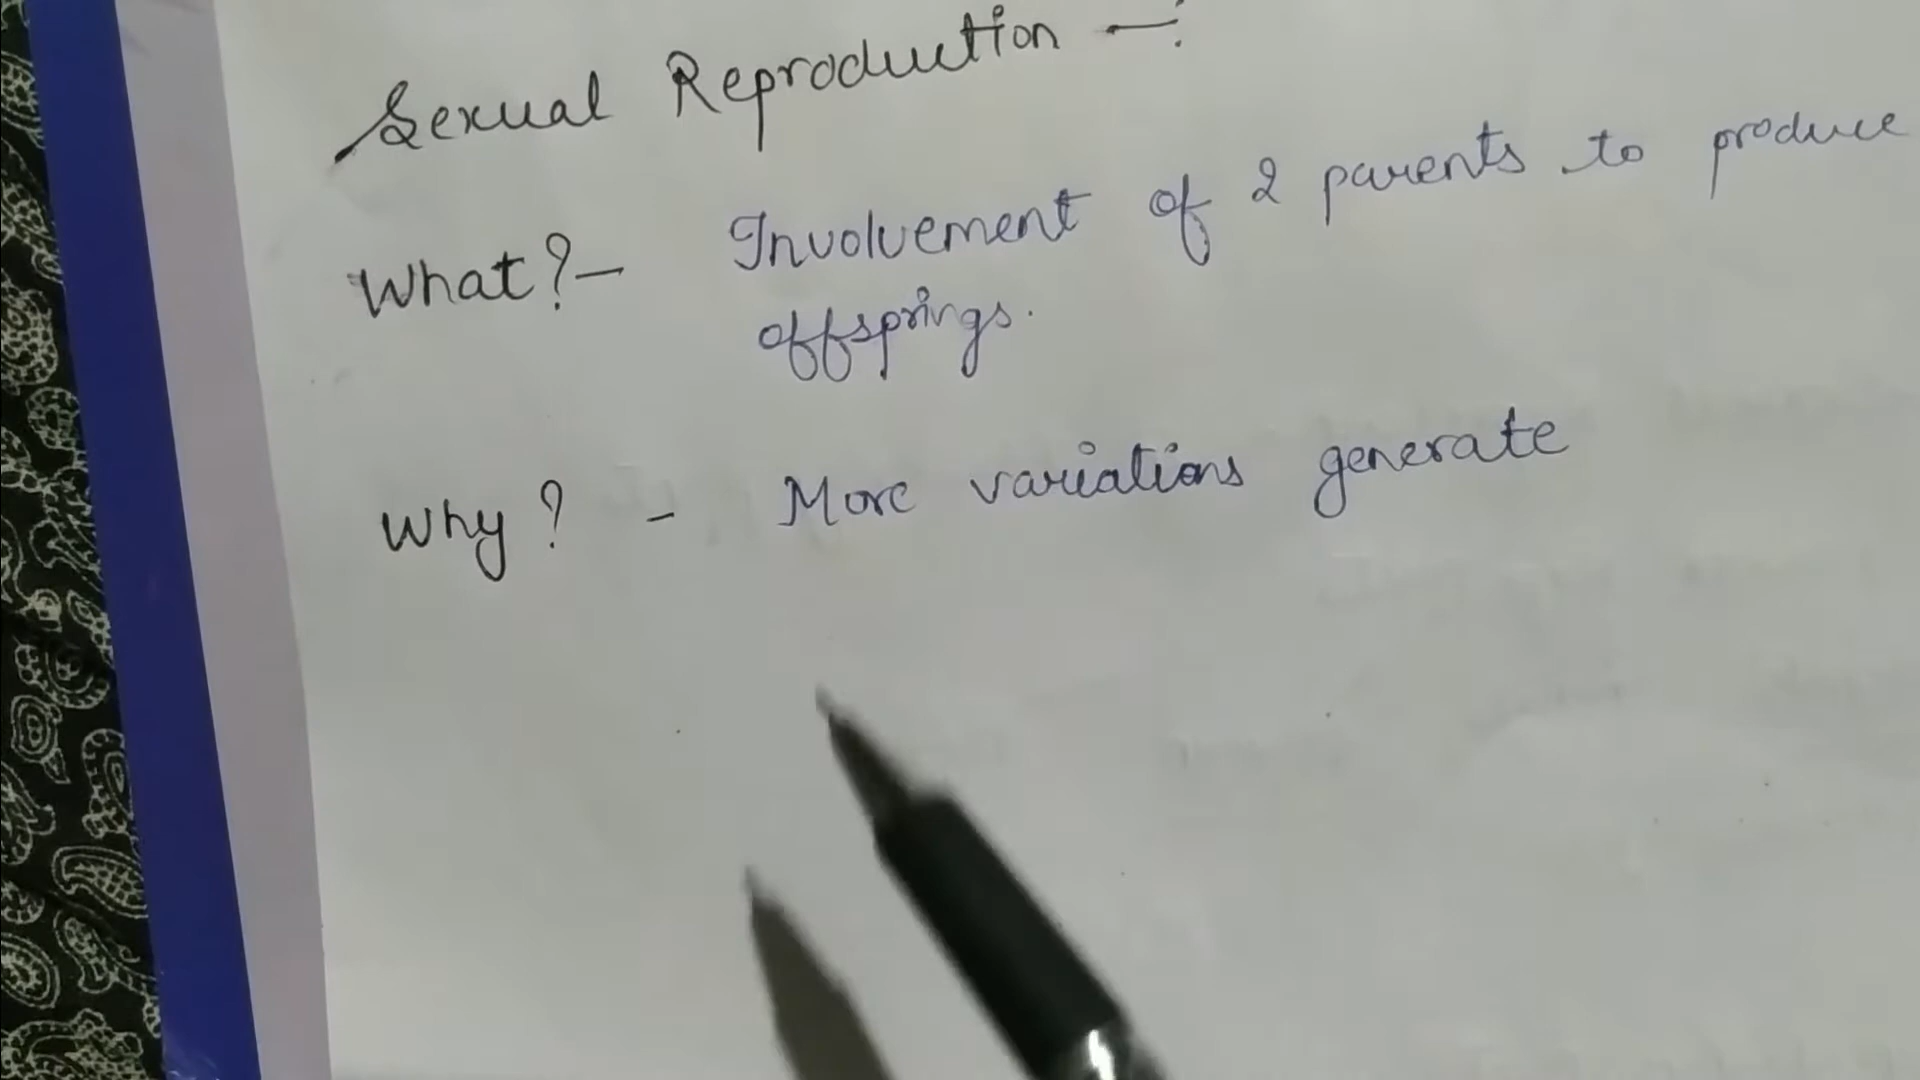 Sexual Reproduction -:
What? - Involvement of 2 parents to produce
offsprings.
Why? - More variations generate